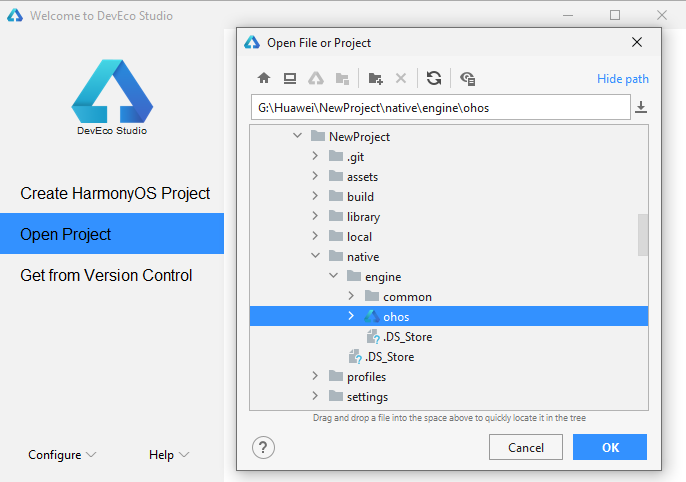 Welcome to DevEco Studio
DevEco Studio
Create HarmonyOS Project
Open Project
Get from Version Control
Configure
Help
Open File or Project
Hide path
G:\Huawei\NewProject\native\engine\ohos
NewProject
.git
assets
build
library
local
native
engine
common
ohos
.DS_Store
.DS_Store
profiles
settings
Drag and drop a file into the space above to quickly locate it in the tree
?
Cancel
OK